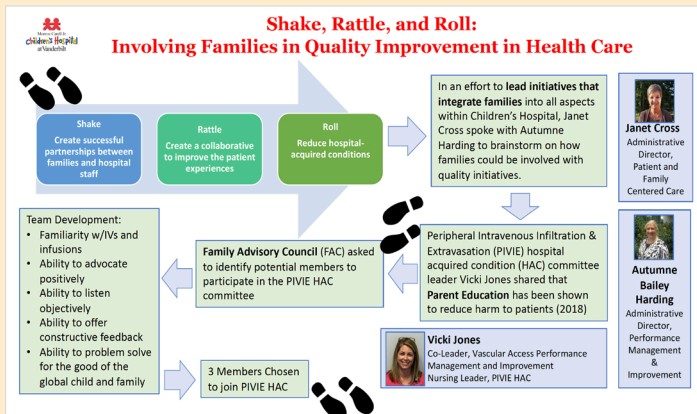 Shake, Rattle, and Roll:
Involving Families in Quality Improvement in Health Care
Monroe Carell Jr.
Children's Hospital
at Vanderbilt
Shake
Create successful
partnerships between
families and hospital
staff
Rattle
Create a collaborative
to improve the patient
experiences
Roll
Reduce hospital-
acquired conditions
In an effort to lead initiatives that
integrate families into all aspects
within Children's Hospital, Janet
Cross spoke with Autumne
Harding to brainstorm on how
families could be involved with
quality initiatives.
Janet Cross
Administrative
Director,
Patient and
Family
Centered Care
Peripheral Intravenous Infiltration &
Extravasation (PIVIE) hospital
acquired condition (HAC) committee
leader Vicki Jones shared that
Parent Education has been shown
to reduce harm to patients (2018)
Autumne
Bailey
Harding
Administrative
Director,
Performance
Management
&
Improvement
Vicki Jones
Co-Leader, Vascular Access Performance
Management and Improvement
Nursing Leader, PIVIE HAC
Family Advisory Council (FAC) asked
to identify potential members to
participate in the PIVIE HAC
committee
Team Development:
• Familiarity w/IVs and
infusions
• Ability to advocate
positively
• Ability to listen
objectively
• Ability to offer
constructive feedback
• Ability to problem solve
for the good of the
global child and family
3 Members Chosen
to join PIVIE HAC